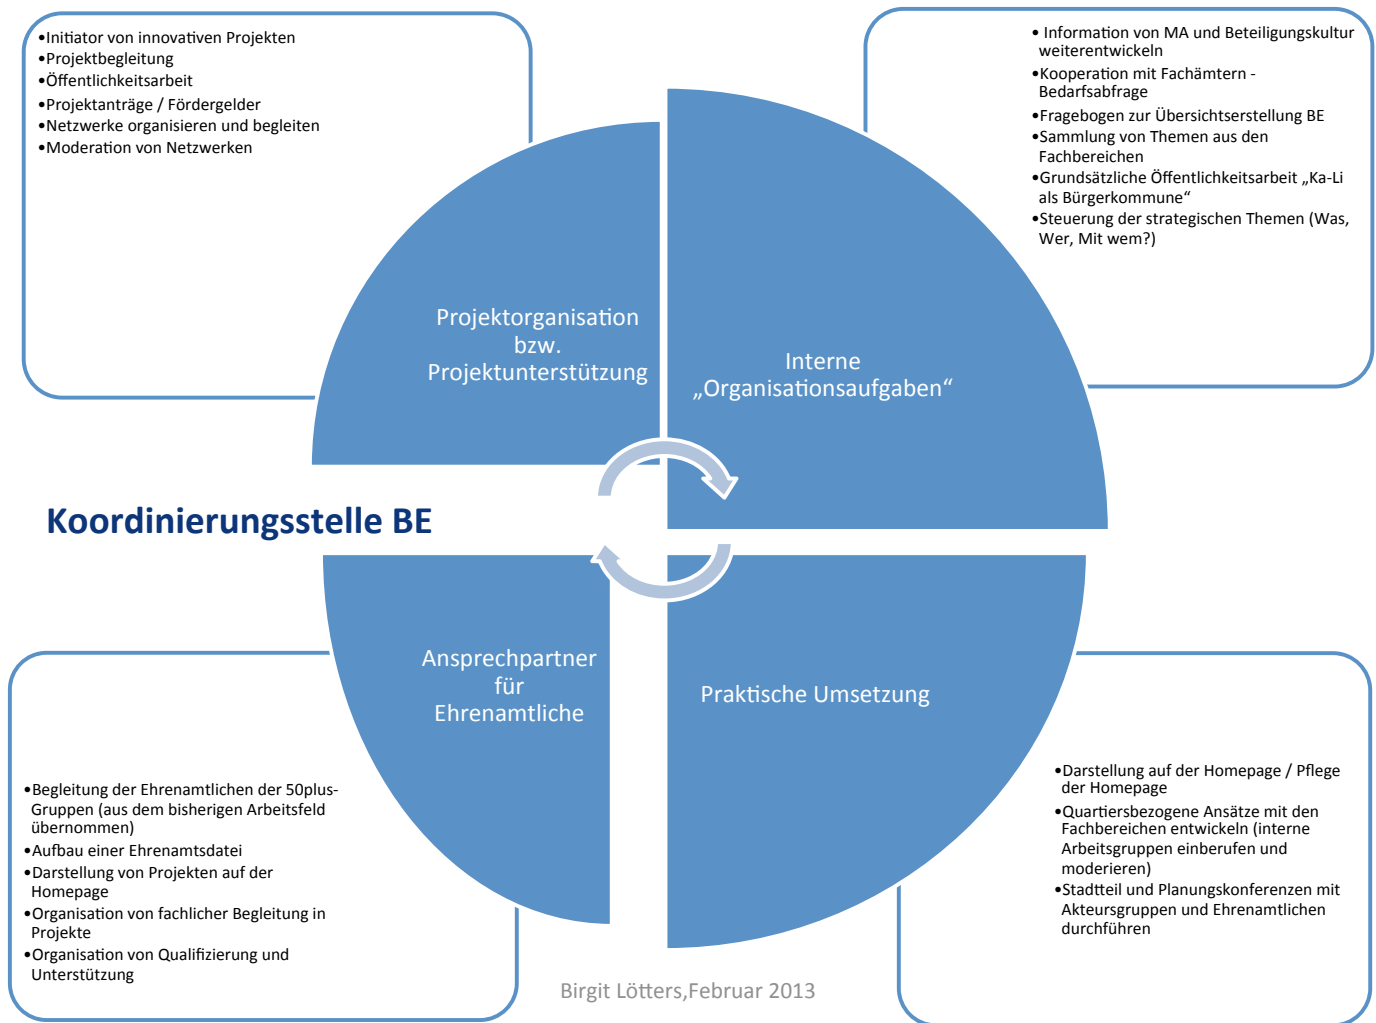 •Initiator von innovativen Projekten
•Projektbegleitung
•Öffentlichkeitsarbeit
•Projektanträge / Fördergelder
•Netzwerke organisieren und begleiten
•Moderation von Netzwerken
• Information von MA und Beteiligungskultur
weiterentwickeln
•Kooperation mit Fachämtern -
Bedarfsabfrage
•Fragebogen zur Übersichtserstellung BE
•Sammlung von Themen aus den
Fachbereichen
•Grundsätzliche Öffentlichkeitsarbeit „Ka-Li
als Bürgerkommune“
•Steuerung der strategischen Themen (Was,
Wer, Mit wem?)
Projektorganisation
bzw.
Projektunterstützung
Interne
„Organisationsaufgaben“
Koordinierungsstelle BE
Ansprechpartner
für
Ehrenamtliche
Praktische Umsetzung
•Begleitung der Ehrenamtlichen der 50plus-
Gruppen (aus dem bisherigen Arbeitsfeld
übernommen)
•Aufbau einer Ehrenamtsdatei
•Darstellung von Projekten auf der
Homepage
•Organisation von fachlicher Begleitung in
Projekte
•Organisation von Qualifizierung und
Unterstützung
•Darstellung auf der Homepage / Pflege
der Homepage
•Quartiersbezogene Ansätze mit den
Fachbereichen entwickeln (interne
Arbeitsgruppen einberufen und
moderieren)
•Stadtteil und Planungskonferenzen mit
Akteursgruppen und Ehrenamtlichen
durchführen
Birgit Lötters,Februar 2013